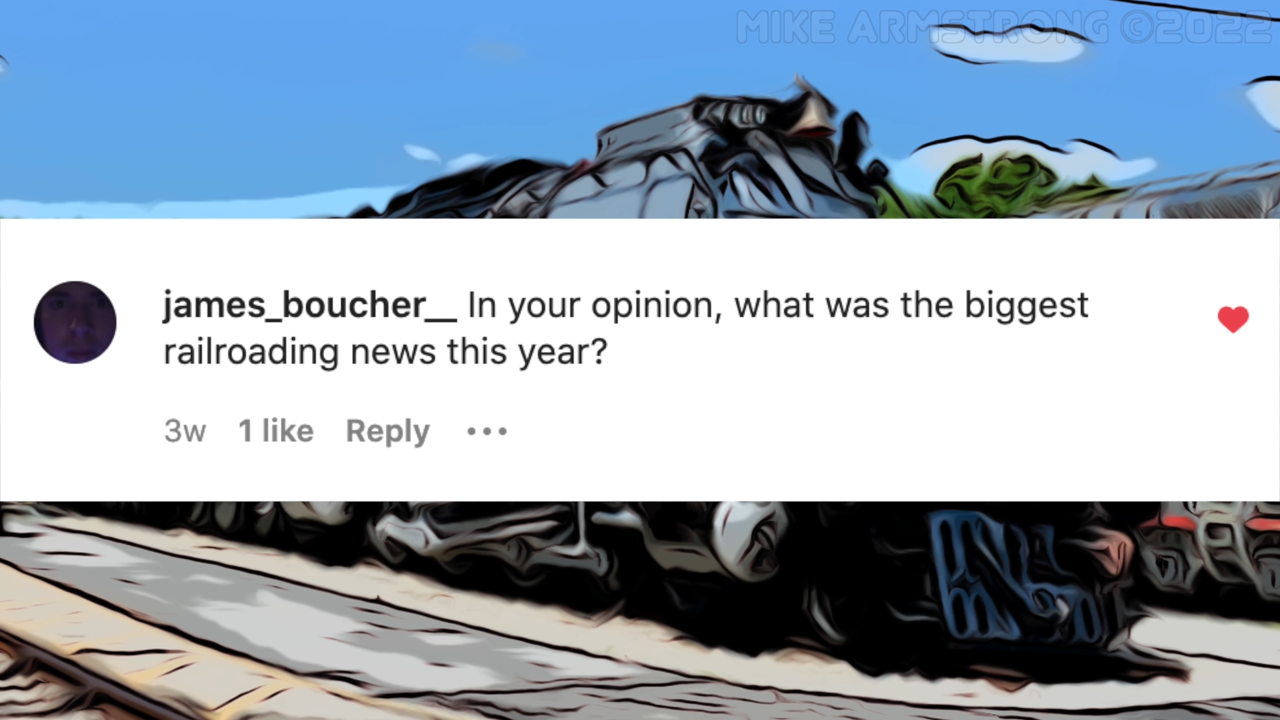 MIKE ARMSTRONG ©2022
james_boucher__ In your opinion, what was the biggest
railroading news this year?
3w 1 like Reply